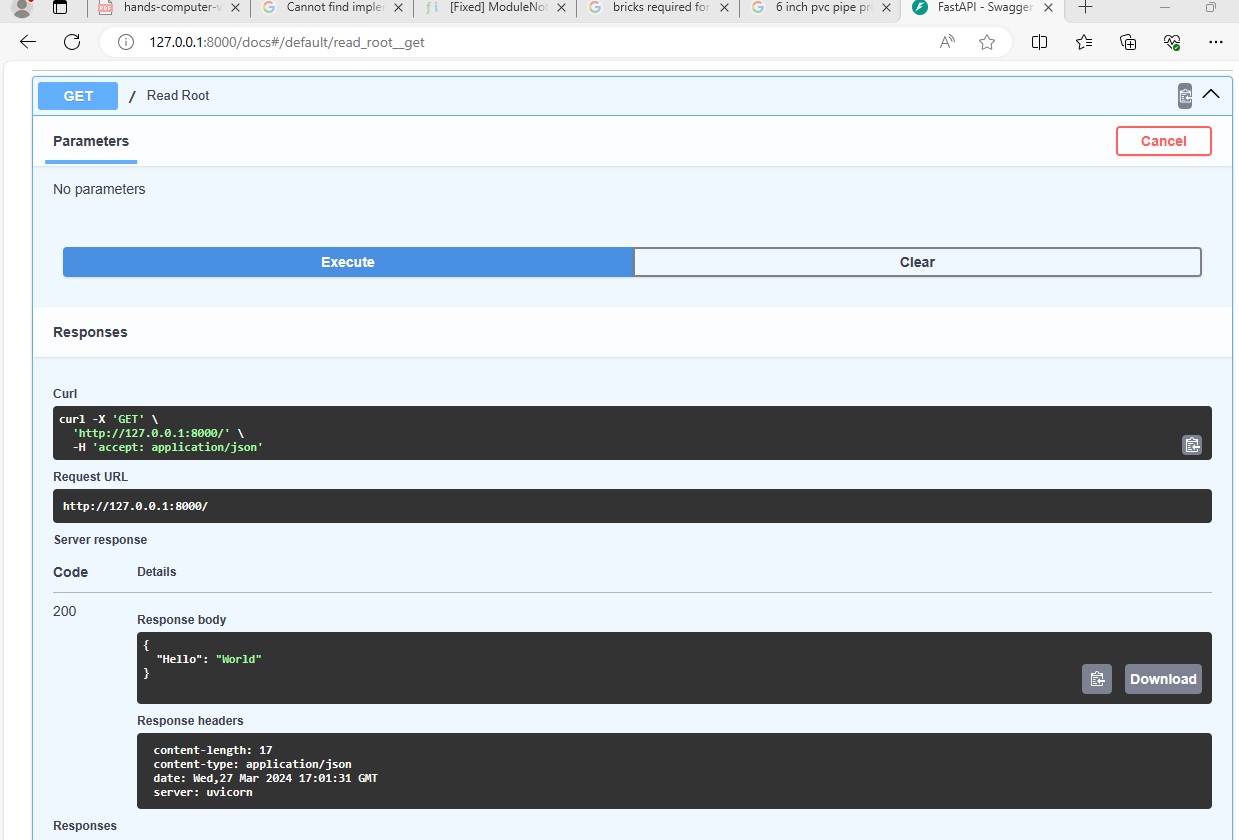 hands-computer-v
Cannot find impler
[Fixed] ModuleNot
bricks required for
6 inch pvc pipe pri
FastAPI - Swagger
127.0.0.1:8000/docs#/default/read_root__get
GET / Read Root
Parameters
Cancel
No parameters
Execute
Clear
Responses
Curl
curl -X 'GET' \
'http://127.0.0.1:8000/' \
-H 'accept: application/json'
Request URL
http://127.0.0.1:8000/
Server response
Code Details
200
Response body
{
"Hello": "World"
}
Download
Response headers
content-length: 17
content-type: application/json
date: Wed,27 Mar 2024 17:01:31 GMT
server: uvicorn
Responses